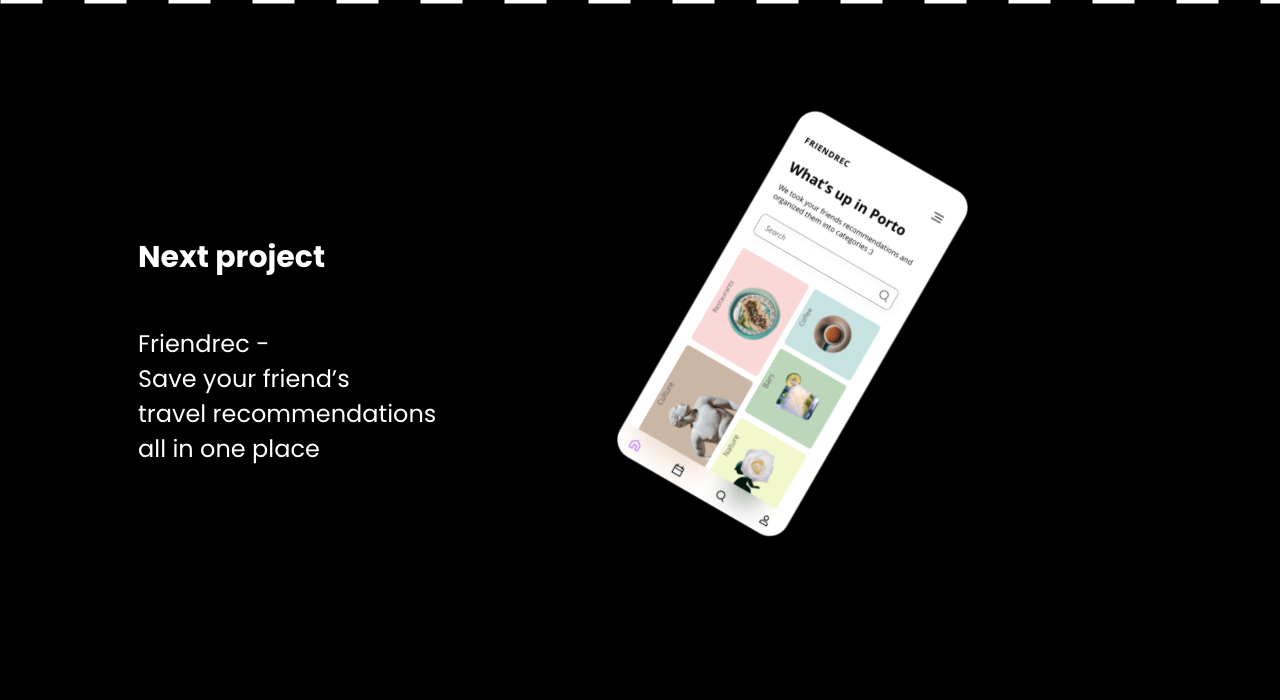 Next project
Friendrec -
Save your friend’s
travel recommendations
all in one place
FRIENDREC
What’s up in Porto
We took your friends recommendations and
organized them into categories ;)
Search
Restaurants
Coffee
Culture
Bars
Nature